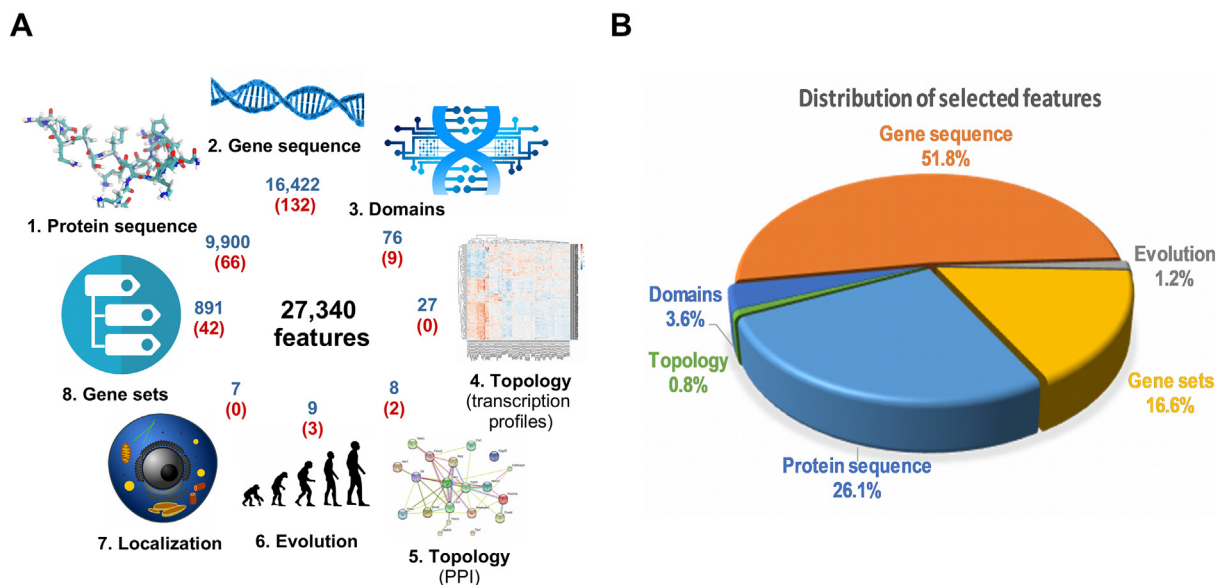 A
B
2. Gene sequence
16,422
(132)
1. Protein sequence
3. Domains
9,900
(66)
76
(9)
891
(42)
27,340
features
27
(0)
8. Gene sets
4. Topology
(transcription
profiles)
7
(0)
9
(3)
8
(2)
7. Localization
6. Evolution
5. Topology
(PPI)
Distribution of selected features
Gene sequence
51.8%
Evolution
1.2%
Domains
3.6%
Topology
0.8%
Gene sets
16.6%
Protein sequence
26.1%